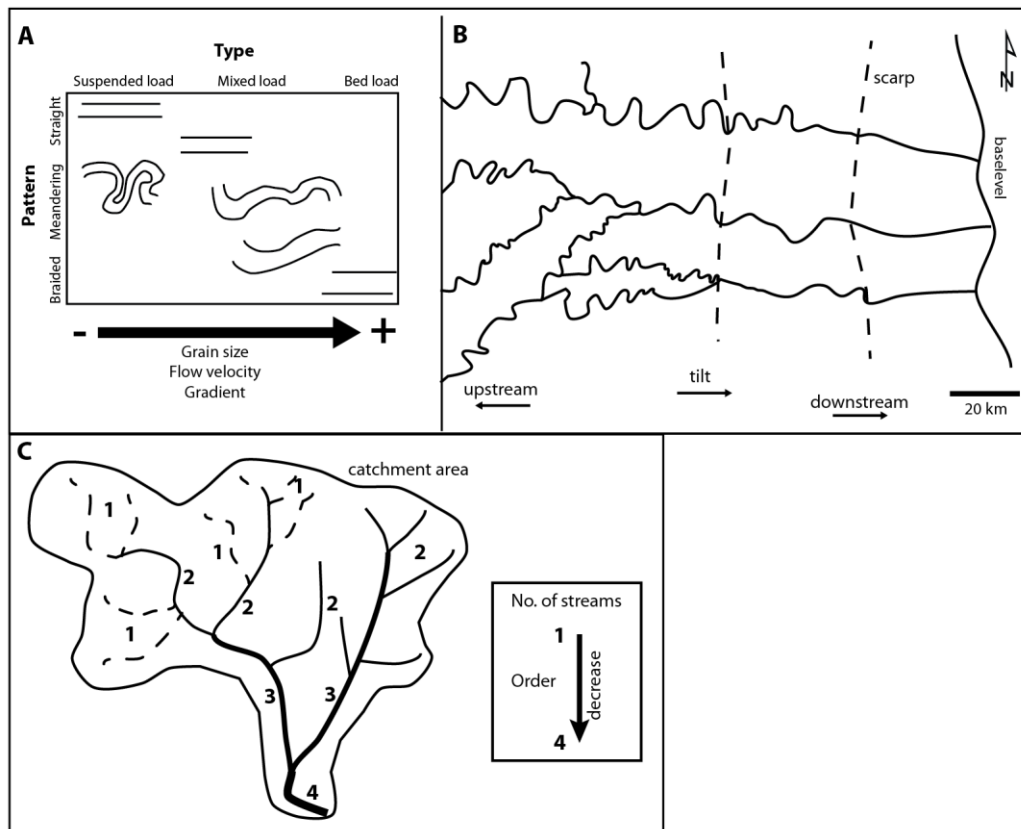 A
Type
Suspended load Mixed load Bed load
Straight
Meandering
Braided
Pattern
- +
Grain size
Flow velocity
Gradient
B
scarp
N
baselevel
upstream
tilt
downstream
20 km
C
catchment area
1
1
1
1
2
2
2
2
3
3
4
No. of streams
1
Order
decrease
4